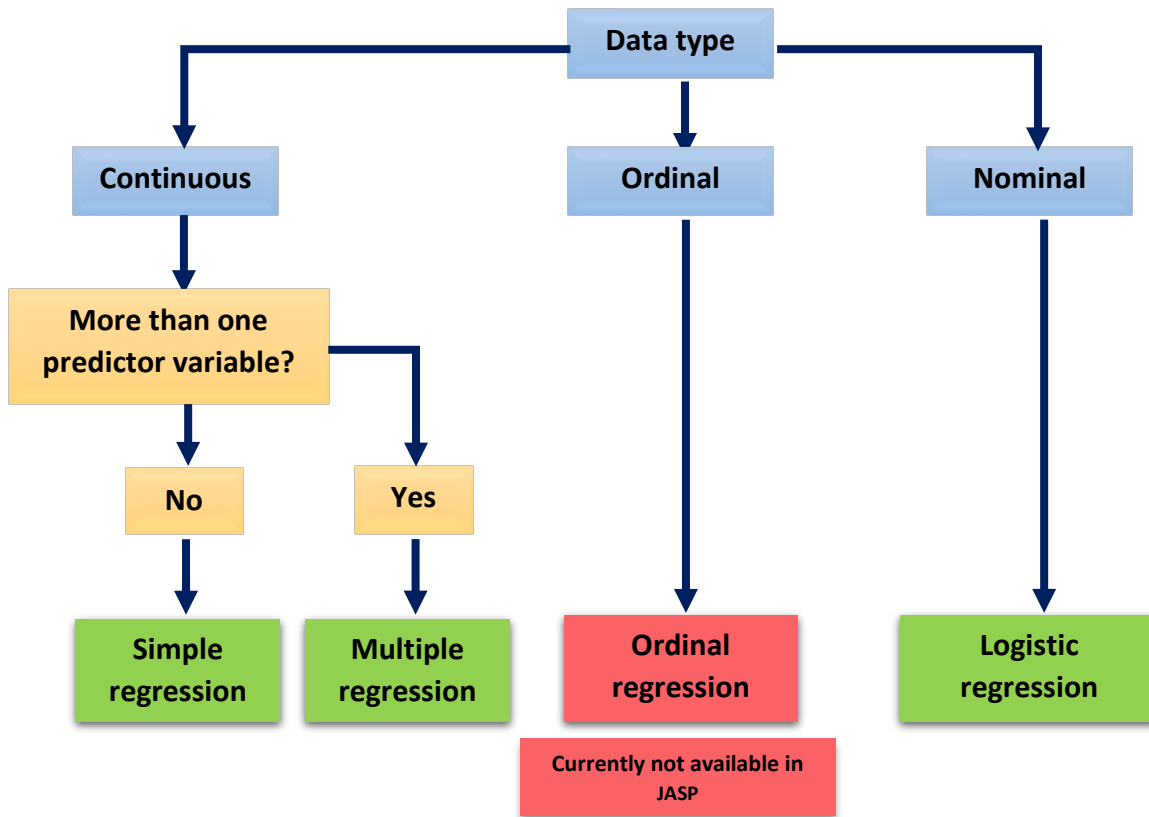 Data type
Continuous
Ordinal
Nominal
More than one
predictor variable?
No
Yes
Simple
regression
Multiple
regression
Ordinal
regression
Logistic
regression
Currently not available in
JASP